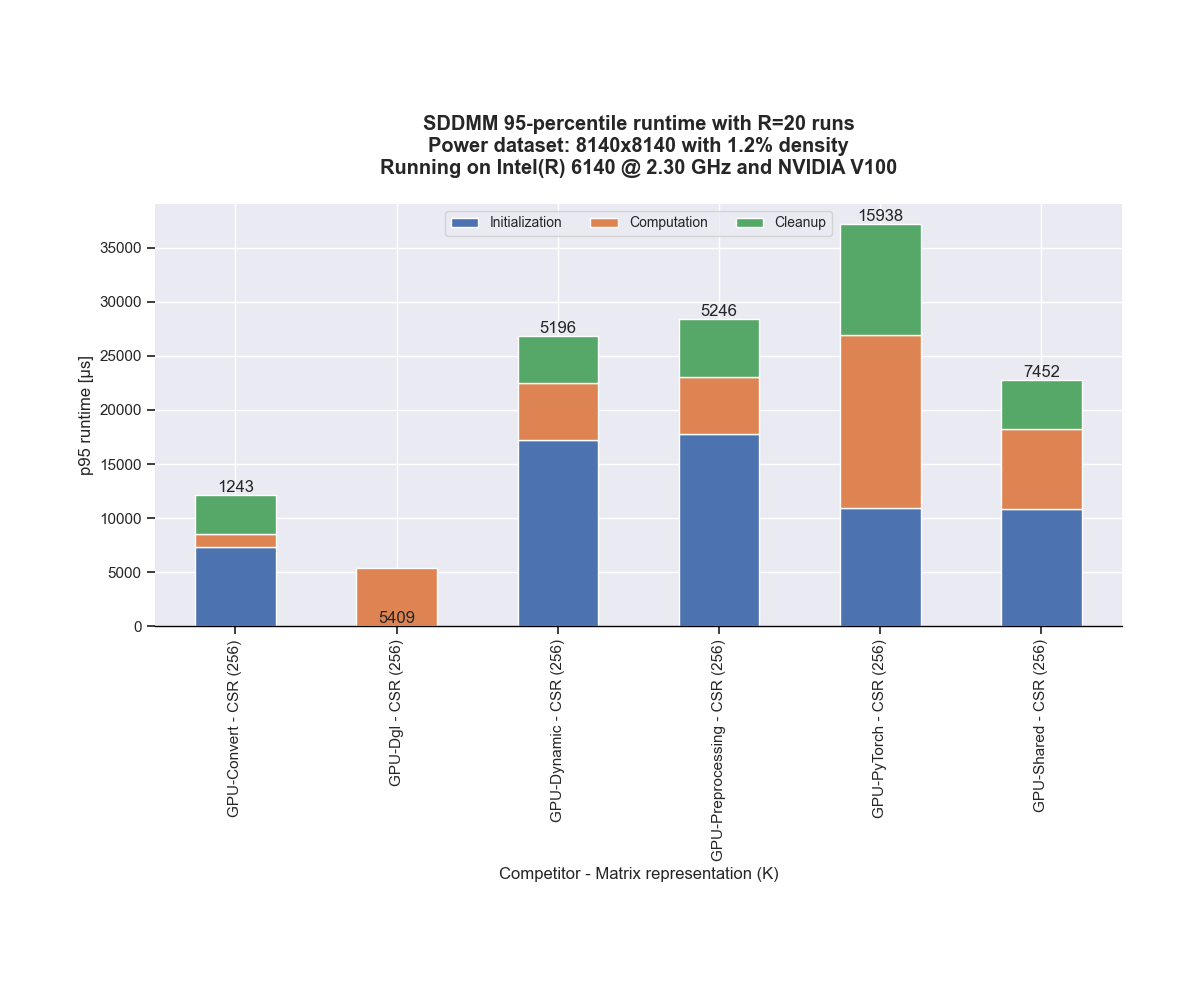 SDDMM 95-percentile runtime with R=20 runs
Power dataset: 8140x8140 with 1.2% density
Running on Intel(R) 6140 @ 2.30 GHz and NVIDIA V100
Initialization Computation Cleanup
15938
35000
30000
5246
5196
25000
7452
20000
15000
1243
10000
5000
5409
0
p95 runtime [µs]
GPU-Convert - CSR (256)
GPU-Dgl - CSR (256)
GPU-Dynamic - CSR (256)
GPU-Preprocessing - CSR (256)
GPU-PyTorch - CSR (256)
GPU-Shared - CSR (256)
Competitor - Matrix representation (K)